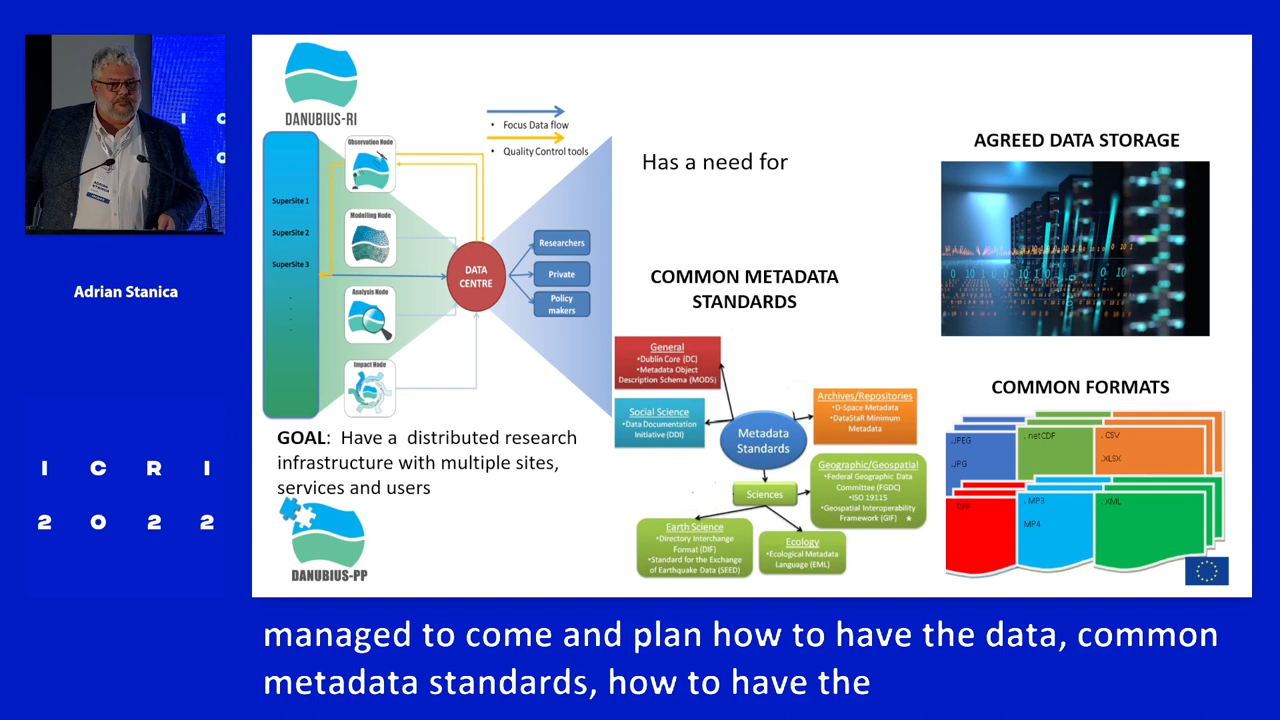 Adrian Stanica
I C R I
2 0 2 2
DANUBIUS-RI
• Focus Data flow
• Quality Control tools
SuperSite 1
SuperSite 2
SuperSite 3
Observation Node
Modelling Node
Analysis Node
Impact Node
DATA
CENTRE
Researchers
Private
Policy
makers
GOAL: Have a distributed research
infrastructure with multiple sites,
services and users
DANUBIUS-PP
Has a need for
COMMON METADATA
STANDARDS
General
•Dublin Core (DC)
•Metadata Object
Description Schema (MODS)
Social Science
•Data Documentation
Initiative (DDI)
Metadata
Standards
Archives/Repositories
•D-Space Metadata
•DataStaR Minimum
Metadata
Sciences
Geographic/Geospatial
•Federal Geographic Data
Committee (FGDC)
•ISO 19115
•Geospatial Interoperability
Framework (GIF)
Earth Science
•Directory Interchange
Format (DIF)
•Standard for the Exchange
of Earthquake Data (SEED)
Ecology
•Ecological Metadata
Language (EML)
AGREED DATA STORAGE
COMMON FORMATS
.JPEG
.JPG
. netCDF
. CSV
.XLSX
. MP3
MP4
. XML
managed to come and plan how to have the data, common
metadata standards, how to have the